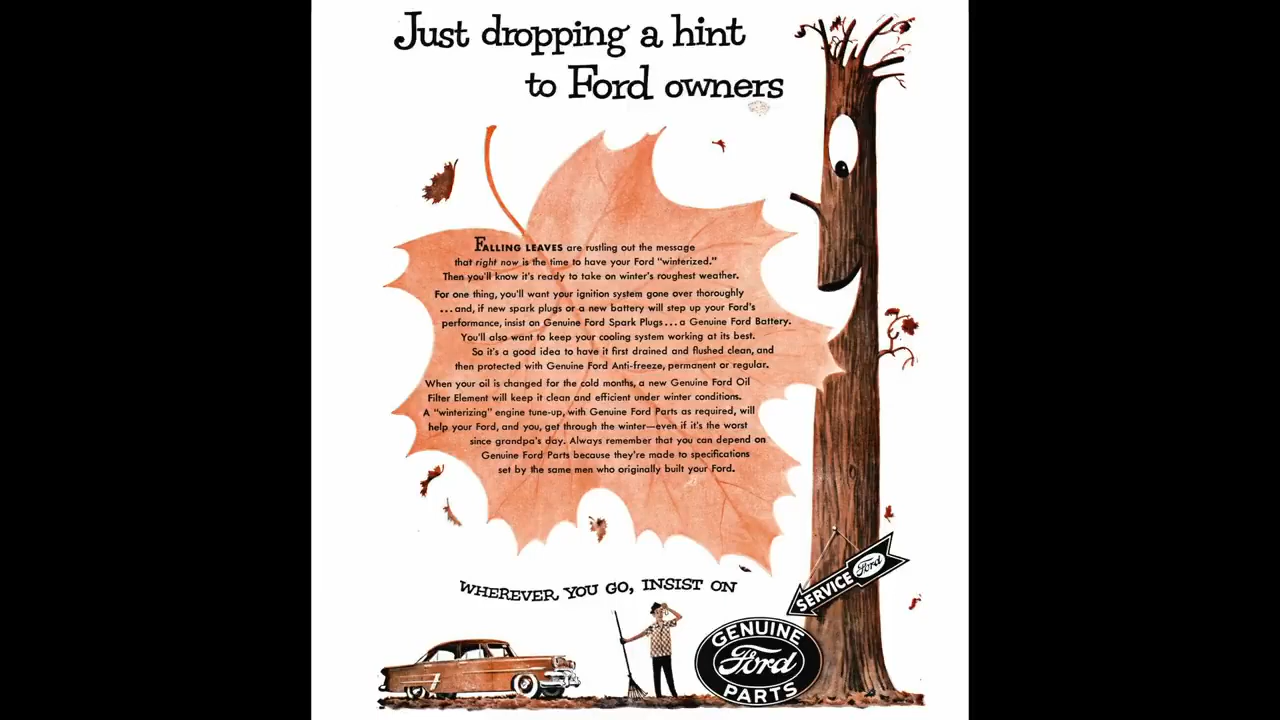 Just dropping a hint
to Ford owners
FALLING LEAVES are rustling out the message
that right now is the time to have your Ford "winterized."
Then you'll know it's ready to take on winter's roughest weather.
For one thing, you'll want your ignition system gone over thoroughly
...and, if new spark plugs or a new battery will step up your Ford's
performance, insist on Genuine Ford Spark Plugs...a Genuine Ford Battery.
You'll also want to keep your cooling system working at its best.
So it's a good idea to have it first drained and flushed clean, and
then protected with Genuine Ford Anti-freeze, permanent or regular.
When your oil is changed for the cold months, a new Genuine Ford Oil
Filter Element will keep it clean and efficient under winter conditions.
A "winterizing" engine tune-up, with Genuine Ford Parts as required, will
help your Ford, and you, get through the winter—even if it's the worst
since grandpa's day. Always remember that you can depend on
Genuine Ford Parts because they're made to specifications
set by the same men who originally built your Ford.
WHEREVER YOU GO, INSIST ON
SERVICE Ford
GENUINE
Ford
PARTS